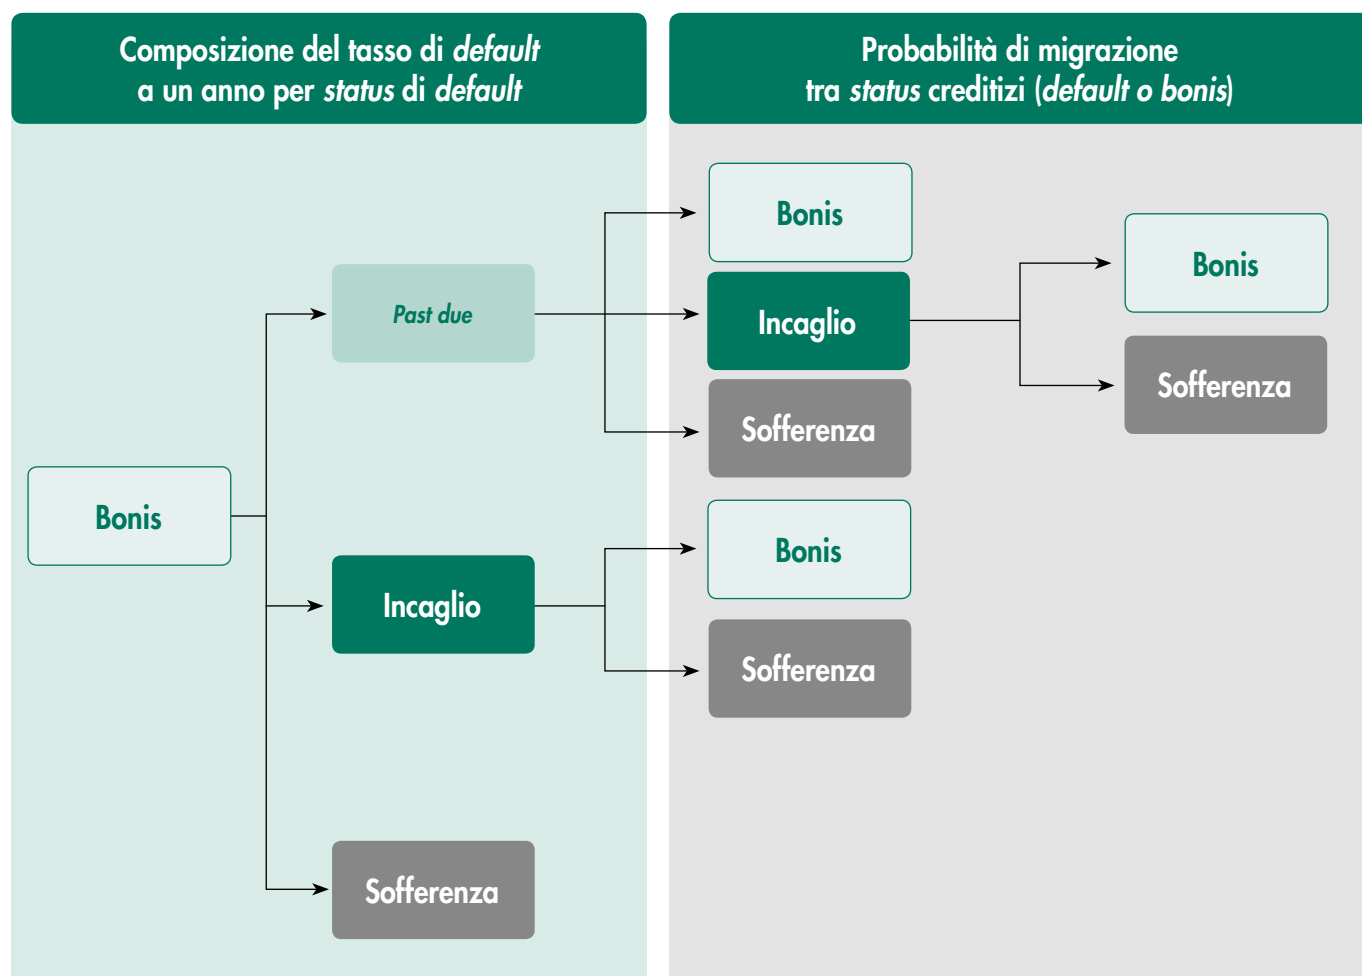 Composizione del tasso di default
a un anno per status di default
Probabilità di migrazione
tra status creditizi (default o bonis)
Bonis
Past due
Incaglio
Sofferenza
Bonis
Incaglio
Sofferenza
Bonis
Sofferenza
Bonis
Sofferenza